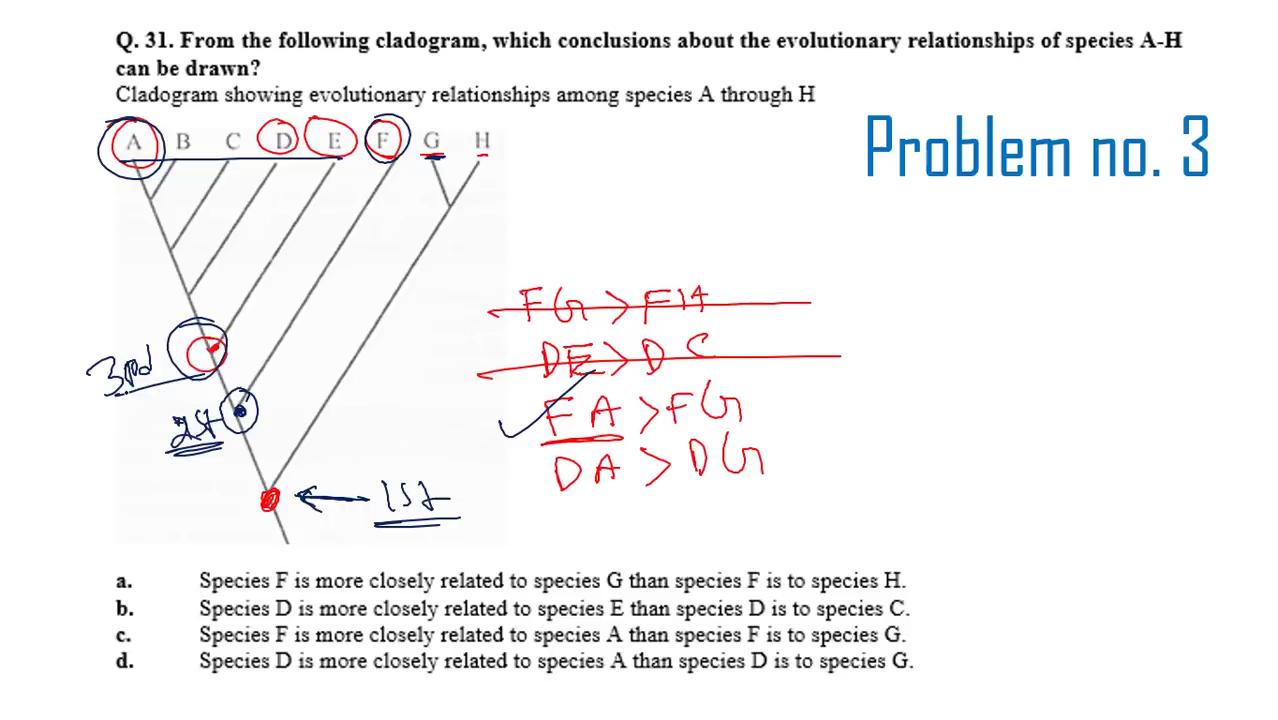 Q. 31. From the following cladogram, which conclusions about the evolutionary relationships of species A-H
can be drawn?
Cladogram showing evolutionary relationships among species A through H
Problem no. 3
A B C D E F G H
FG > FH
DE > D C
FA > FG
DA > DG
3rd
2st
1st
a. Species F is more closely related to species G than species F is to species H.
b. Species D is more closely related to species E than species D is to species C.
c. Species F is more closely related to species A than species F is to species G.
d. Species D is more closely related to species A than species D is to species G.